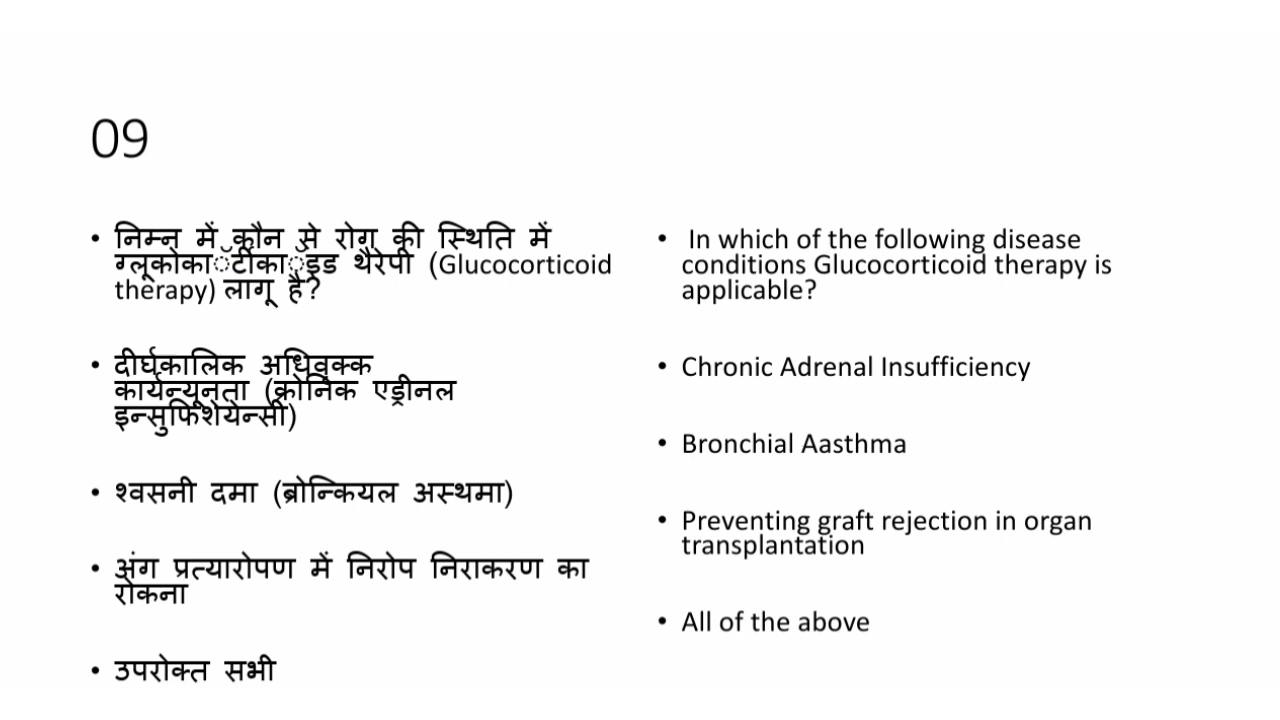 09
• निम्न में कौन से रोग की स्थिति में
ग्लूकोकाॅर्टीकाॅइड थैरेपी (Glucocorticoid
therapy) लागू है?
• दीर्घकालिक अधिवृक्क
कार्यन्यूनता (क्रोनिक एड्रीनल
इन्सुफिशेयेन्सी)
• श्वसनी दमा (ब्रोन्कियल अस्थमा)
• अंग प्रत्यारोपण में निरोप निराकरण का
रोकना
• उपरोक्त सभी
• In which of the following disease
conditions Glucocorticoid therapy is
applicable?
• Chronic Adrenal Insufficiency
• Bronchial Aasthma
• Preventing graft rejection in organ
transplantation
• All of the above